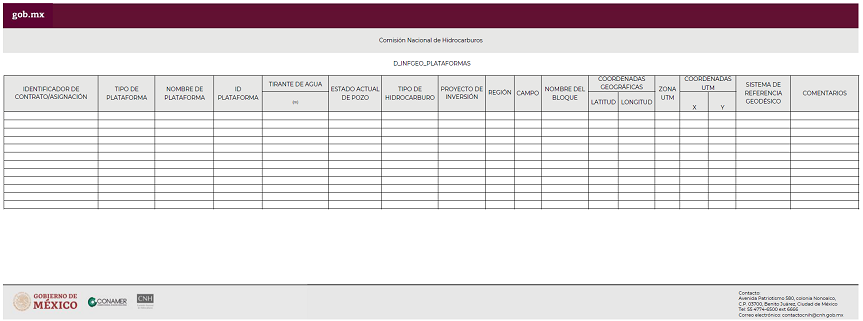 gob.mx
Comisión Nacional de Hidrocarburos
D_INFGEO_PLATAFORMAS
IDENTIFICADOR DE
CONTRATO/ASIGNACIÓN
TIPO DE
PLATAFORMA
NOMBRE DE
PLATAFORMA
ID
PLATAFORMA
TIRANTE DE AGUA
ESTADO ACTUAL
DE POZO
TIPO DE
HIDROCARBURO
PROYECTO DE
INVERSIÓN
REGIÓN
CAMPO
NOMBRE DEL
BLOQUE
COORDENADAS
GEOGRÁFICAS
LATITUD
LONGITUD
ZONA
UTM
COORDENADAS
UTM
X
Y
SISTEMA DE
REFERENCIA
GEODÉSICO
COMENTARIOS
GOBIERNO DE
MÉXICO
CONAMER
CNH
Contacto
Avenida Patriotismo 580, colonia Nonoalco,
C.P. 03700, Benito Juárez, Ciudad de México
Tel: 55 4774-6500 ext 6666
Correo electrónico: contactocnih@cnh.gob.mx